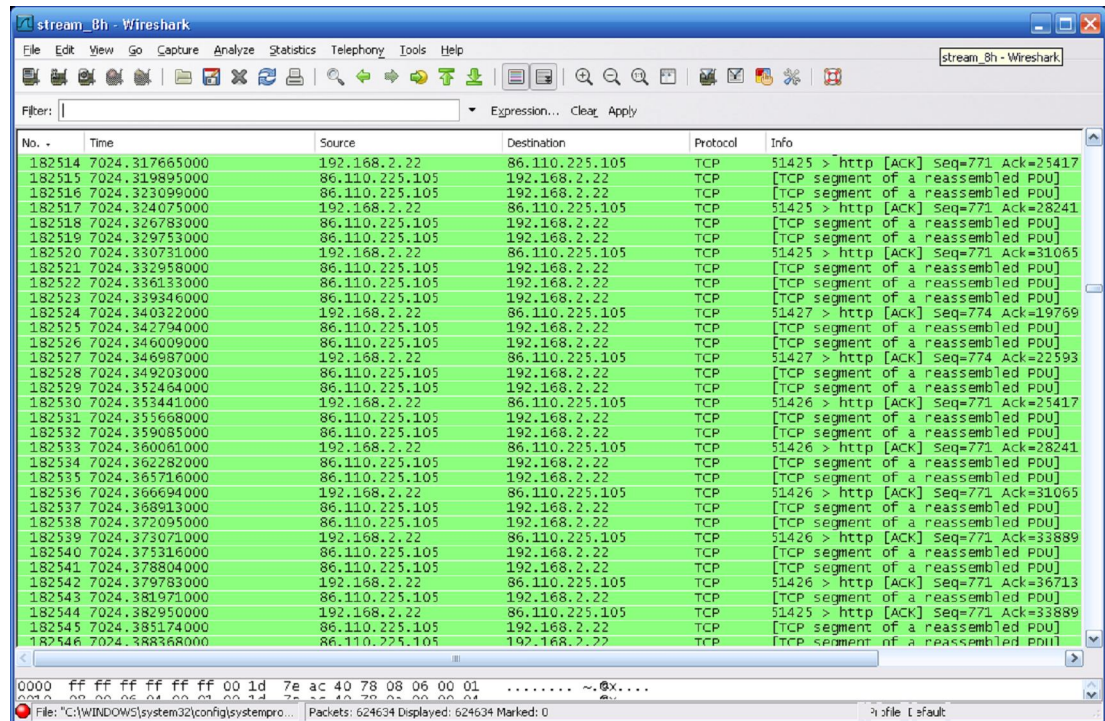 stream_8h - Wireshark
File Edit View Go Capture Analyze Statistics Telephony Tools Help
stream_8h - Wireshark
Filter: Expression... Clear Apply
No. Time Source Destination Protocol Info
182514 7024.317665000 192.168.2.22 86.110.225.105 TCP 51425 > http [ACK] Seq=771 Ack=25417
182515 7024.319895000 86.110.225.105 192.168.2.22 TCP [TCP segment of a reassembled PDU]
182516 7024.323099000 86.110.225.105 192.168.2.22 TCP [TCP segment of a reassembled PDU]
182517 7024.324075000 192.168.2.22 86.110.225.105 TCP 51425 > http [ACK] Seq=771 Ack=28241
182518 7024.326783000 86.110.225.105 192.168.2.22 TCP [TCP segment of a reassembled PDU]
182519 7024.329753000 86.110.225.105 192.168.2.22 TCP [TCP segment of a reassembled PDU]
182520 7024.330731000 192.168.2.22 86.110.225.105 TCP 51425 > http [ACK] Seq=771 Ack=31065
182521 7024.332958000 86.110.225.105 192.168.2.22 TCP [TCP segment of a reassembled PDU]
182522 7024.336133000 86.110.225.105 192.168.2.22 TCP [TCP segment of a reassembled PDU]
182523 7024.339346000 86.110.225.105 192.168.2.22 TCP [TCP segment of a reassembled PDU]
182524 7024.340322000 192.168.2.22 86.110.225.105 TCP 51427 > http [ACK] Seq=774 Ack=19769
182525 7024.342794000 86.110.225.105 192.168.2.22 TCP [TCP segment of a reassembled PDU]
182526 7024.346009000 86.110.225.105 192.168.2.22 TCP [TCP segment of a reassembled PDU]
182527 7024.346987000 192.168.2.22 86.110.225.105 TCP 51427 > http [ACK] Seq=774 Ack=22593
182528 7024.349203000 86.110.225.105 192.168.2.22 TCP [TCP segment of a reassembled PDU]
182529 7024.352464000 86.110.225.105 192.168.2.22 TCP [TCP segment of a reassembled PDU]
182530 7024.353441000 192.168.2.22 86.110.225.105 TCP 51426 > http [ACK] Seq=771 Ack=25417
182531 7024.355668000 86.110.225.105 192.168.2.22 TCP [TCP segment of a reassembled PDU]
182532 7024.359085000 86.110.225.105 192.168.2.22 TCP [TCP segment of a reassembled PDU]
182533 7024.360061000 192.168.2.22 86.110.225.105 TCP 51426 > http [ACK] Seq=771 Ack=28241
182534 7024.362282000 86.110.225.105 192.168.2.22 TCP [TCP segment of a reassembled PDU]
182535 7024.365716000 86.110.225.105 192.168.2.22 TCP [TCP segment of a reassembled PDU]
182536 7024.366694000 192.168.2.22 86.110.225.105 TCP 51426 > http [ACK] Seq=771 Ack=31065
182537 7024.368913000 86.110.225.105 192.168.2.22 TCP [TCP segment of a reassembled PDU]
182538 7024.372095000 86.110.225.105 192.168.2.22 TCP [TCP segment of a reassembled PDU]
182539 7024.373071000 192.168.2.22 86.110.225.105 TCP 51426 > http [ACK] Seq=771 Ack=33889
182540 7024.375316000 86.110.225.105 192.168.2.22 TCP [TCP segment of a reassembled PDU]
182541 7024.378804000 86.110.225.105 192.168.2.22 TCP [TCP segment of a reassembled PDU]
182542 7024.379783000 192.168.2.22 86.110.225.105 TCP 51426 > http [ACK] Seq=771 Ack=36713
182543 7024.381971000 86.110.225.105 192.168.2.22 TCP [TCP segment of a reassembled PDU]
182544 7024.382950000 192.168.2.22 86.110.225.105 TCP 51425 > http [ACK] Seq=771 Ack=33889
182545 7024.385174000 86.110.225.105 192.168.2.22 TCP [TCP segment of a reassembled PDU]
182546 7024.388368000 86.110.225.105 192.168.2.22 TCP [TCP segment of a reassembled PDU]
0000 ff ff ff ff ff ff 00 1d 7e ac 40 78 08 06 00 01 ........ ~.@x....
File: "C:\WINDOWS\system32\config\systempro... Packets: 624634 Displayed: 624634 Marked: 0